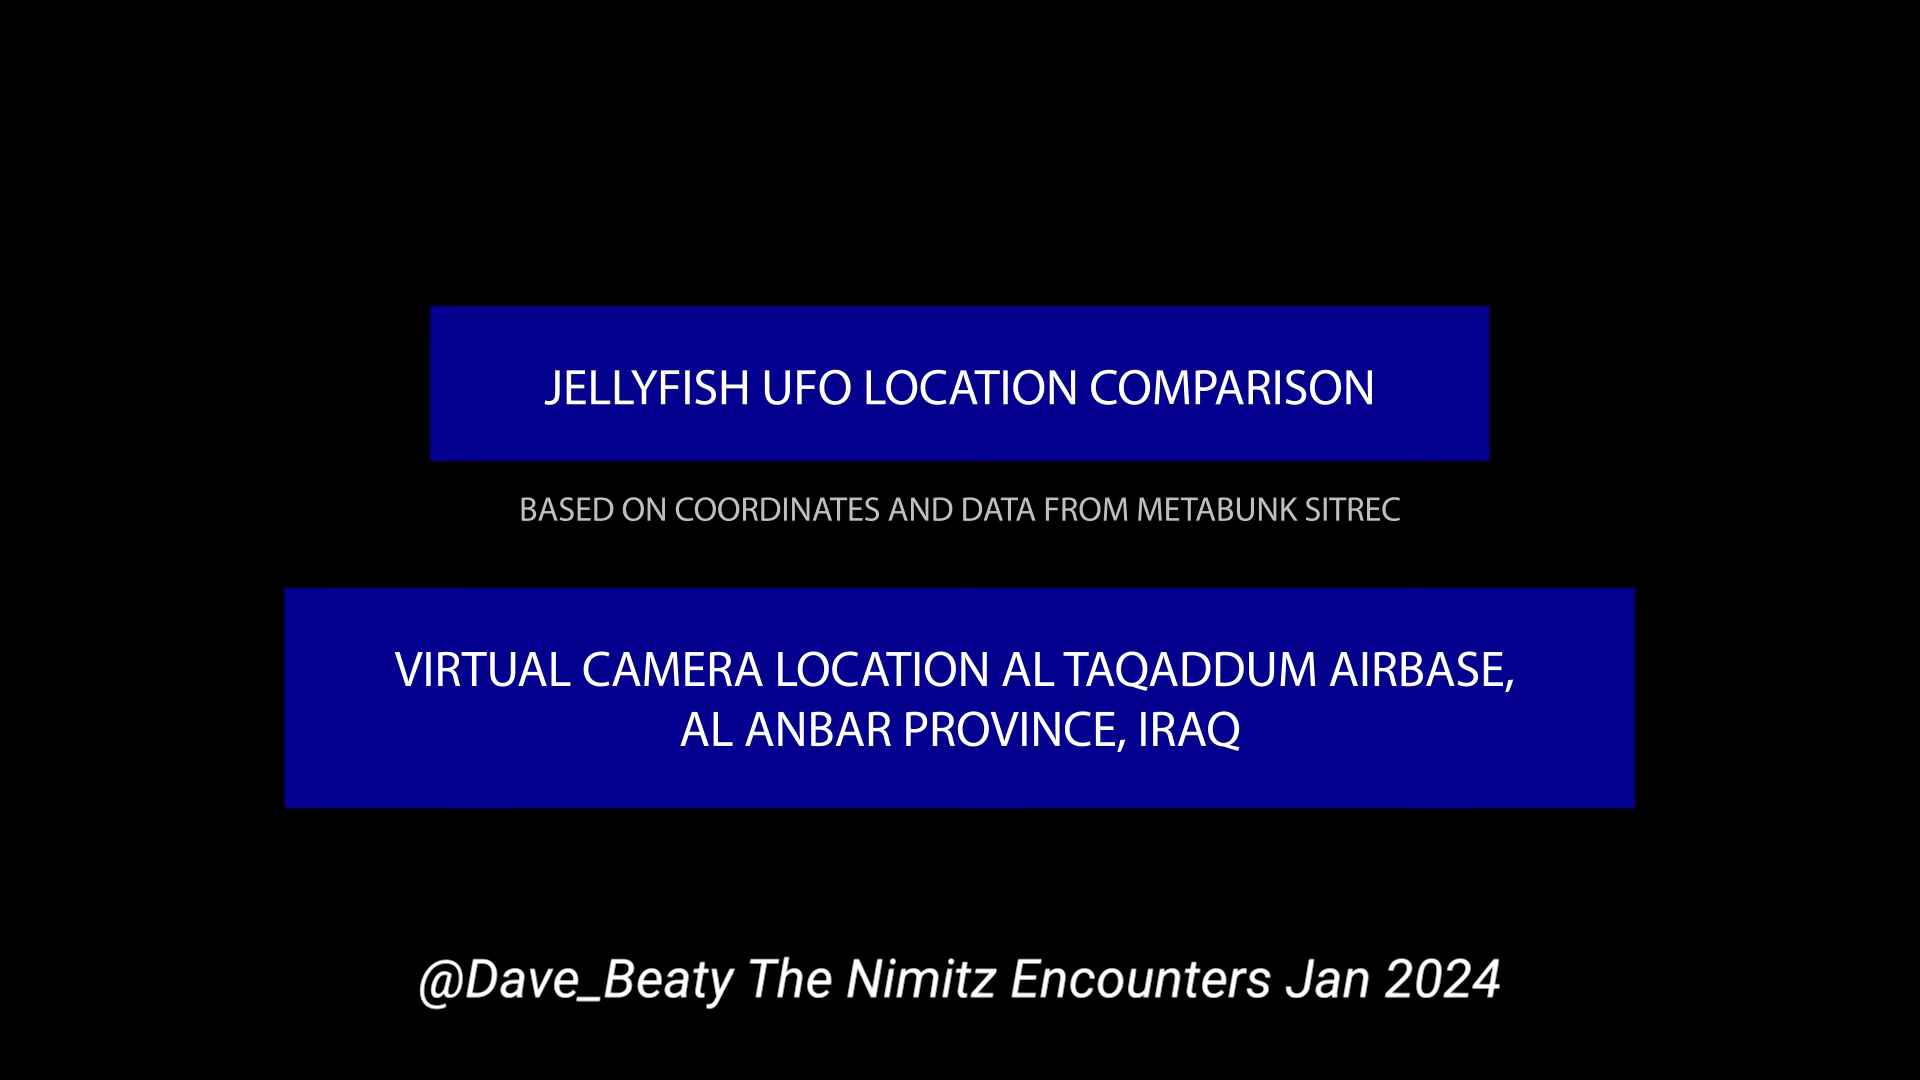 JELLYFISH UFO LOCATION COMPARISON
BASED ON COORDINATES AND DATA FROM METABUNK SITREC
VIRTUAL CAMERA LOCATION AL TAQADDUM AIRBASE,
AL ANBAR PROVINCE, IRAQ
@Dave_Beaty The Nimitz Encounters Jan 2024